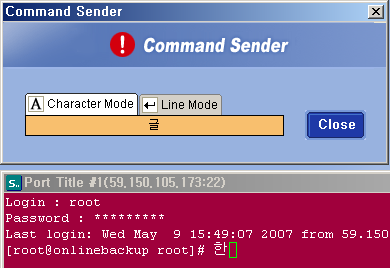 Command Sender
Command Sender
Character Mode
Line Mode
글
Close
Port Title #1(59.150.105.173:22)
Login : root
Password : *********
Last login: Wed May  9 15:49:07 2007 from 59.150
[root@onlinebackup root]# 한